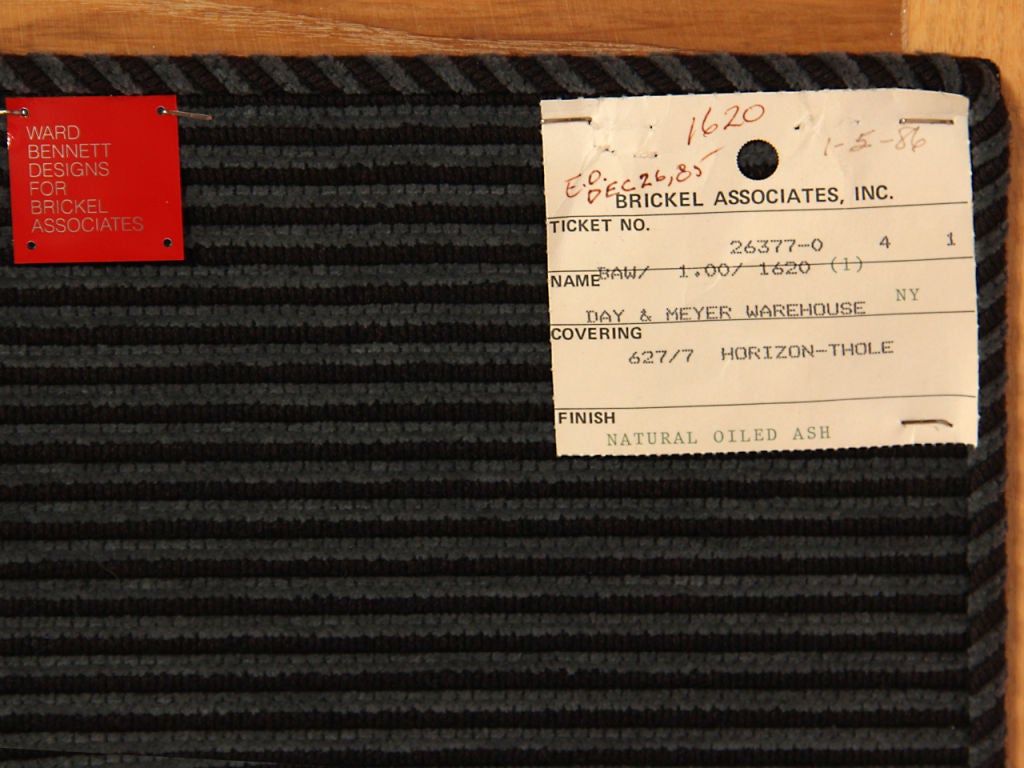 WARD
BENNETT
DESIGNS
FOR
BRICKEL
ASSOCIATES
1620
1-5-86
E.D.
DEC 26, 85
BRICKEL ASSOCIATES, INC.
TICKET NO.
26377-0 4 1
NAME BAW/ 1.00/ 1620 (1)
DAY & MEYER WAREHOUSE NY
COVERING
627/7 HORIZON-THOLE
FINISH
NATURAL OILED ASH